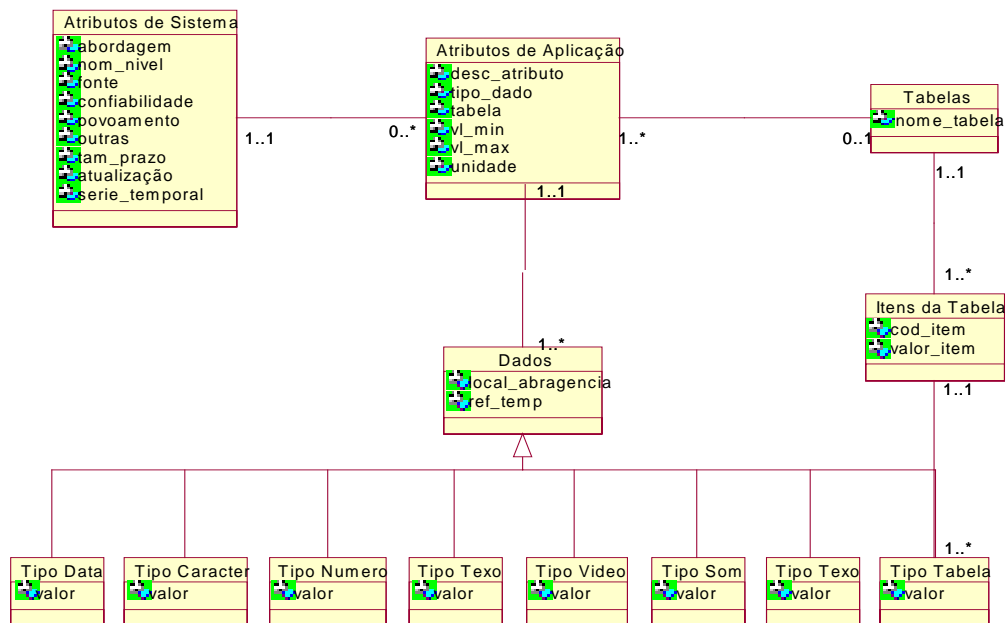 Atributos de Sistema
abordagem
nom_nivel
fonte
confiabilidade
povoamento
outras
tam_prazo
atualização
serie_temporal
1..1
0..*
Atributos de Aplicação
desc_atributo
tipo_dado
tabela
vl_min
vl_max
unidade
1..1
1..*
0..1
Tabelas
nome_tabela
1..1
1..*
Itens da Tabela
cod_item
valor_item
1..1
1..*
Dados
local_abragencia
ref_temp
1..*
Tipo Data
valor
Tipo Caracter
valor
Tipo Numero
valor
Tipo Texo
valor
Tipo Video
valor
Tipo Som
valor
Tipo Texo
valor
Tipo Tabela
valor